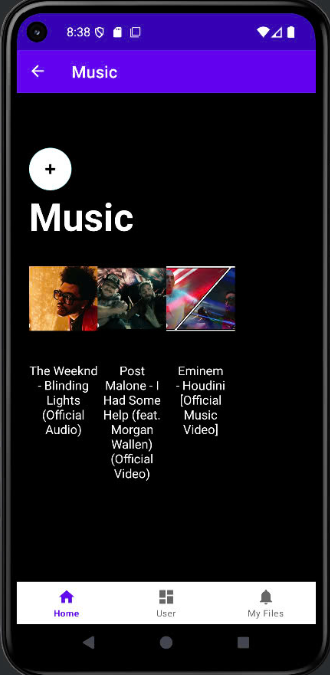 8:38
Music
+
Music
The Weeknd
- Blinding
Lights
(Official
Audio)
Post
Malone - I
Had Some
Help (feat.
Morgan
Wallen)
(Official
Video)
Eminem
- Houdini
[Official
Music
Video]
Home
User
My Files